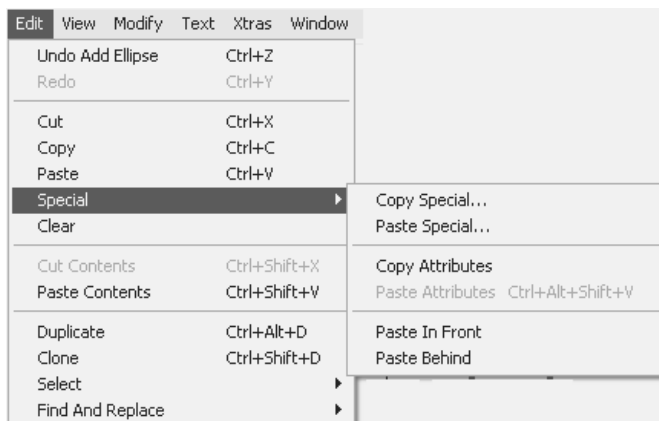 Edit View Modify Text Xtras Window
Undo Add Ellipse Ctrl+Z
Redo Ctrl+Y
Cut Ctrl+X
Copy Ctrl+C
Paste Ctrl+V
Special
Clear
Cut Contents Ctrl+Shift+X
Paste Contents Ctrl+Shift+V
Duplicate Ctrl+Alt+D
Clone Ctrl+Shift+D
Select
Find And Replace
Copy Special...
Paste Special...
Copy Attributes
Paste Attributes Ctrl+Alt+Shift+V
Paste In Front
Paste Behind